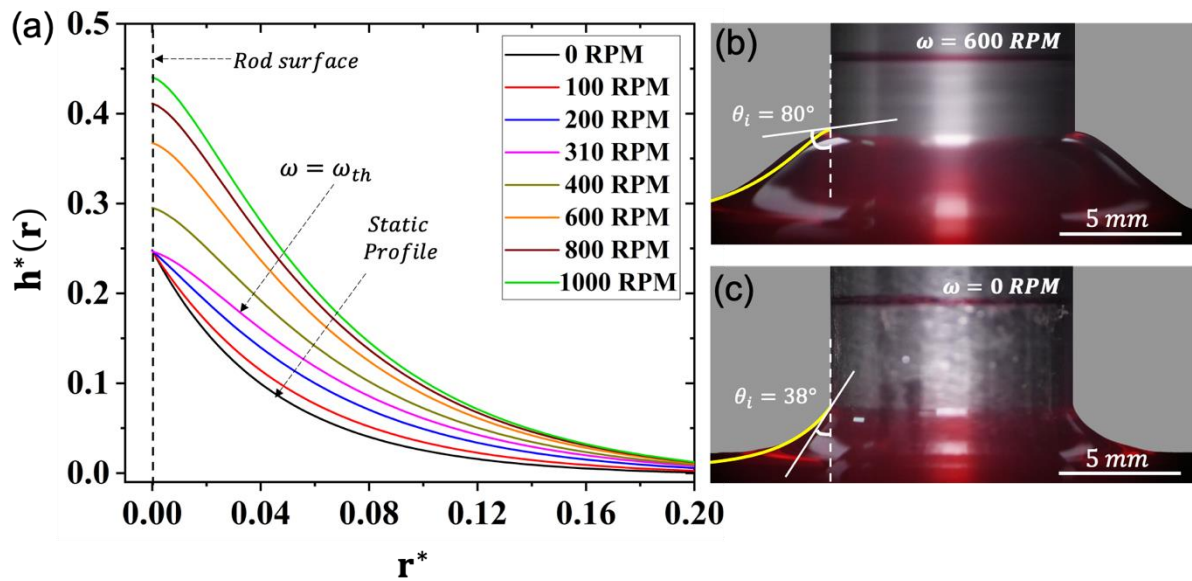 (a)
0.5
0.4
0.3
0.2
0.1
0.0
h*(r)
Rod surface
ω = ω_th
Static
Profile
0 RPM
100 RPM
200 RPM
310 RPM
400 RPM
600 RPM
800 RPM
1000 RPM
0.00 0.04 0.08 0.12 0.16 0.20
r*
(b)
ω = 600 RPM
θ_i = 80°
5 mm
(c)
ω = 0 RPM
θ_i = 38°
5 mm